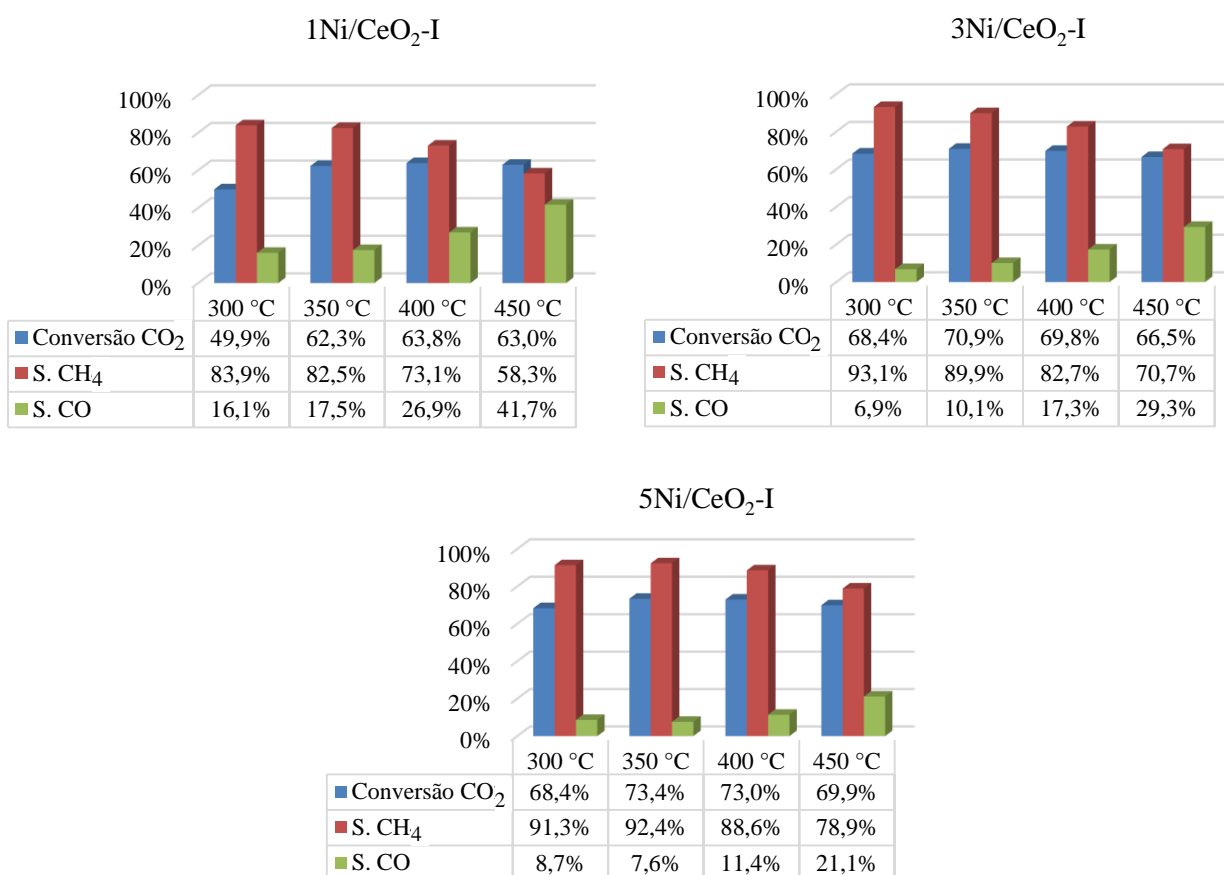 1Ni/CeO₂-I
100%
80%
60%
40%
20%
0%
300 °C 350 °C 400 °C 450 °C
Conversão CO₂ 49,9% 62,3% 63,8% 63,0%
S. CH₄ 83,9% 82,5% 73,1% 58,3%
S. CO 16,1% 17,5% 26,9% 41,7%
3Ni/CeO₂-I
100%
80%
60%
40%
20%
0%
300 °C 350 °C 400 °C 450 °C
Conversão CO₂ 68,4% 70,9% 69,8% 66,5%
S. CH₄ 93,1% 89,9% 82,7% 70,7%
S. CO 6,9% 10,1% 17,3% 29,3%
5Ni/CeO₂-I
100%
80%
60%
40%
20%
0%
300 °C 350 °C 400 °C 450 °C
Conversão CO₂ 68,4% 73,4% 73,0% 69,9%
S. CH₄ 91,3% 92,4% 88,6% 78,9%
S. CO 8,7% 7,6% 11,4% 21,1%